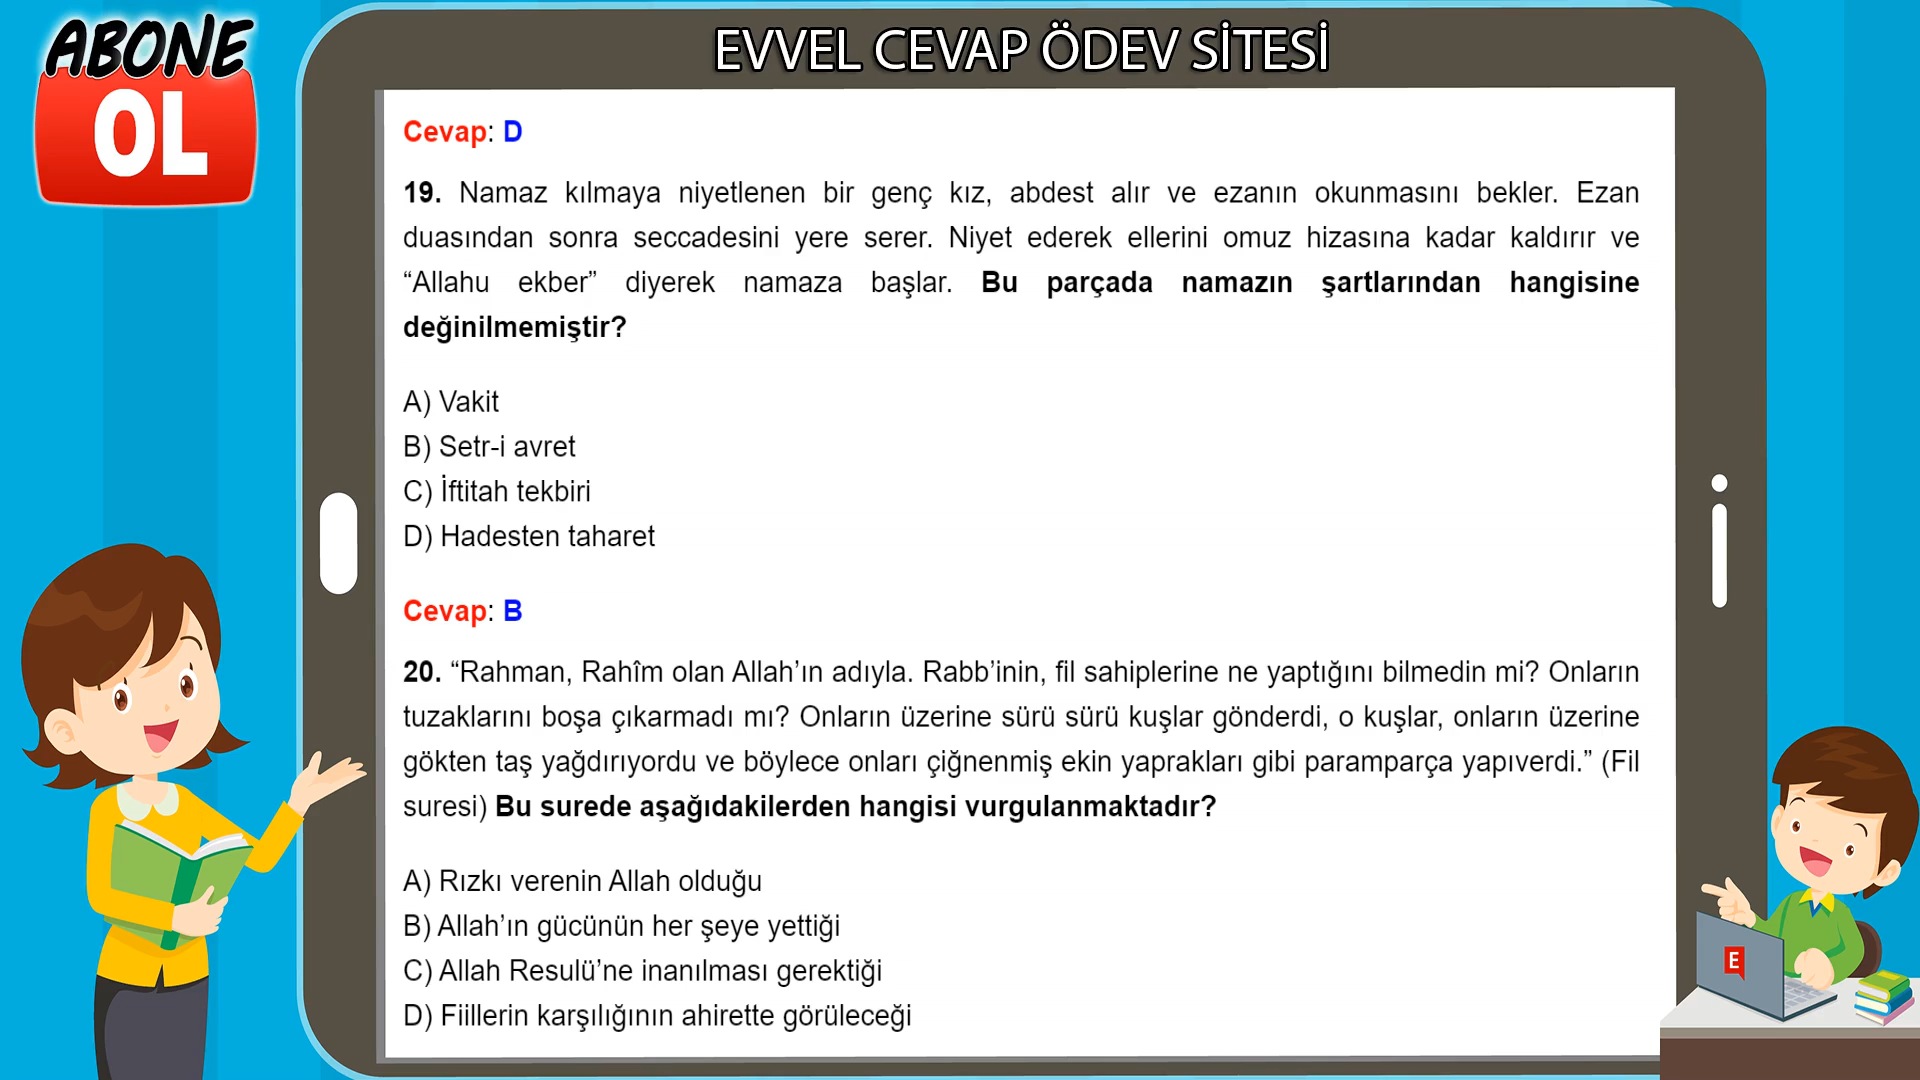 ABONE
OL
EVVEL CEVAP ÖDEV SİTESİ
Cevap: D
19. Namaz kılmaya niyetlenen bir genç kız, abdest alır ve ezanın okunmasını bekler. Ezan
duasından sonra seccadesini yere serer. Niyet ederek ellerini omuz hizasına kadar kaldırır ve
“Allahu ekber” diyerek namaza başlar. Bu parçada namazın şartlarından hangisine
değinilmemiştir?
A) Vakit
B) Setr-i avret
C) İftitah tekbiri
D) Hadesten taharet
Cevap: B
20. “Rahman, Rahîm olan Allah’ın adıyla. Rabb’inin, fil sahiplerine ne yaptığını bilmedin mi? Onların
tuzaklarını boşa çıkarmadı mı? Onların üzerine sürü sürü kuşlar gönderdi, o kuşlar, onların üzerine
gökten taş yağdırıyordu ve böylece onları çiğnenmiş ekin yaprakları gibi paramparça yapıverdi.” (Fil
suresi) Bu surede aşağıdakilerden hangisi vurgulanmaktadır?
A) Rızkı verenin Allah olduğu
B) Allah’ın gücünün her şeye yettiği
C) Allah Resulü’ne inanılması gerektiği
D) Fiillerin karşılığının ahirette görüleceği
E